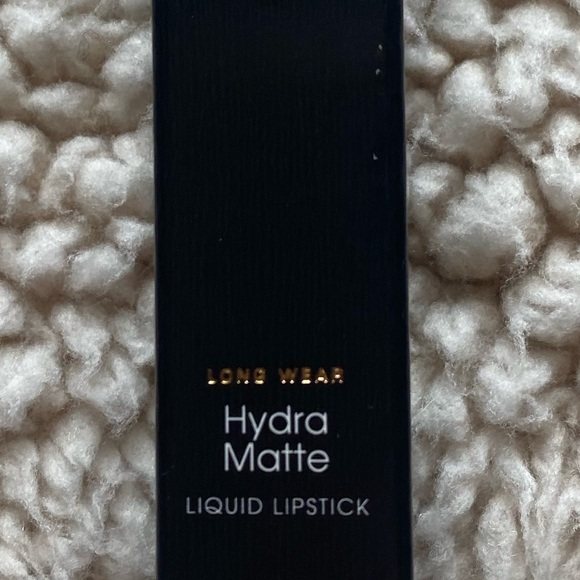 LONG WEAR
Hydra
Matte
LIQUID LIPSTICK